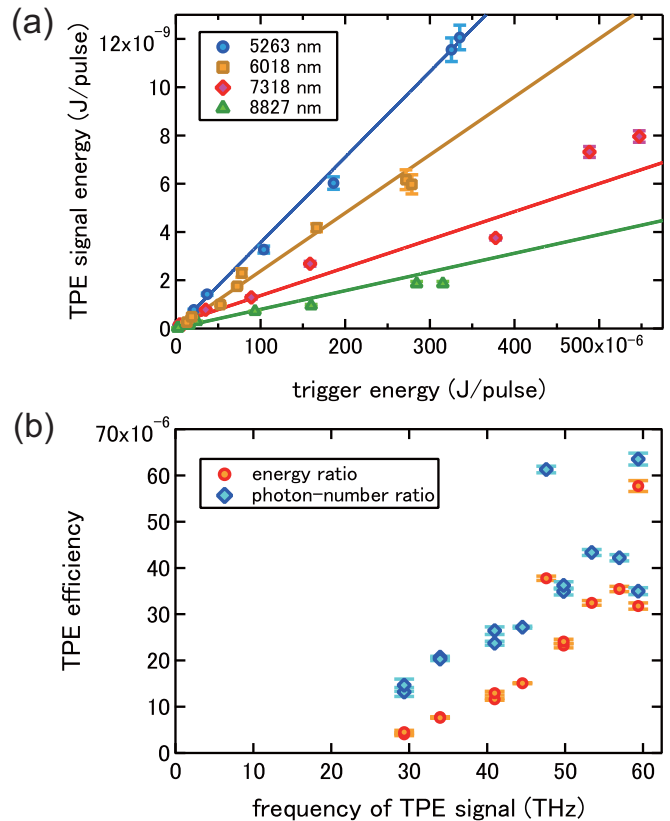 (a)
12x10⁻⁹
10
8
6
4
2
0
TPE signal energy (J/pulse)
5263 nm
6018 nm
7318 nm
8827 nm
0 100 200 300 400 500x10⁻⁶
trigger energy (J/pulse)
(b)
70x10⁻⁶
60
50
40
30
20
10
0
TPE efficiency
energy ratio
photon-number ratio
0 10 20 30 40 50 60
frequency of TPE signal (THz)